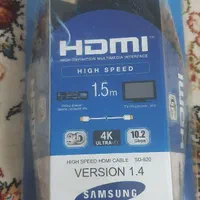 HDMI
HIGH-DEFINITION MULTIMEDIA INTERFACE
HIGH SPEED
1.5m
3D
4K
ULTRA
10.2
HIGH SPEED HDMI CABLE
VERSION 1.4
SAMSUNG